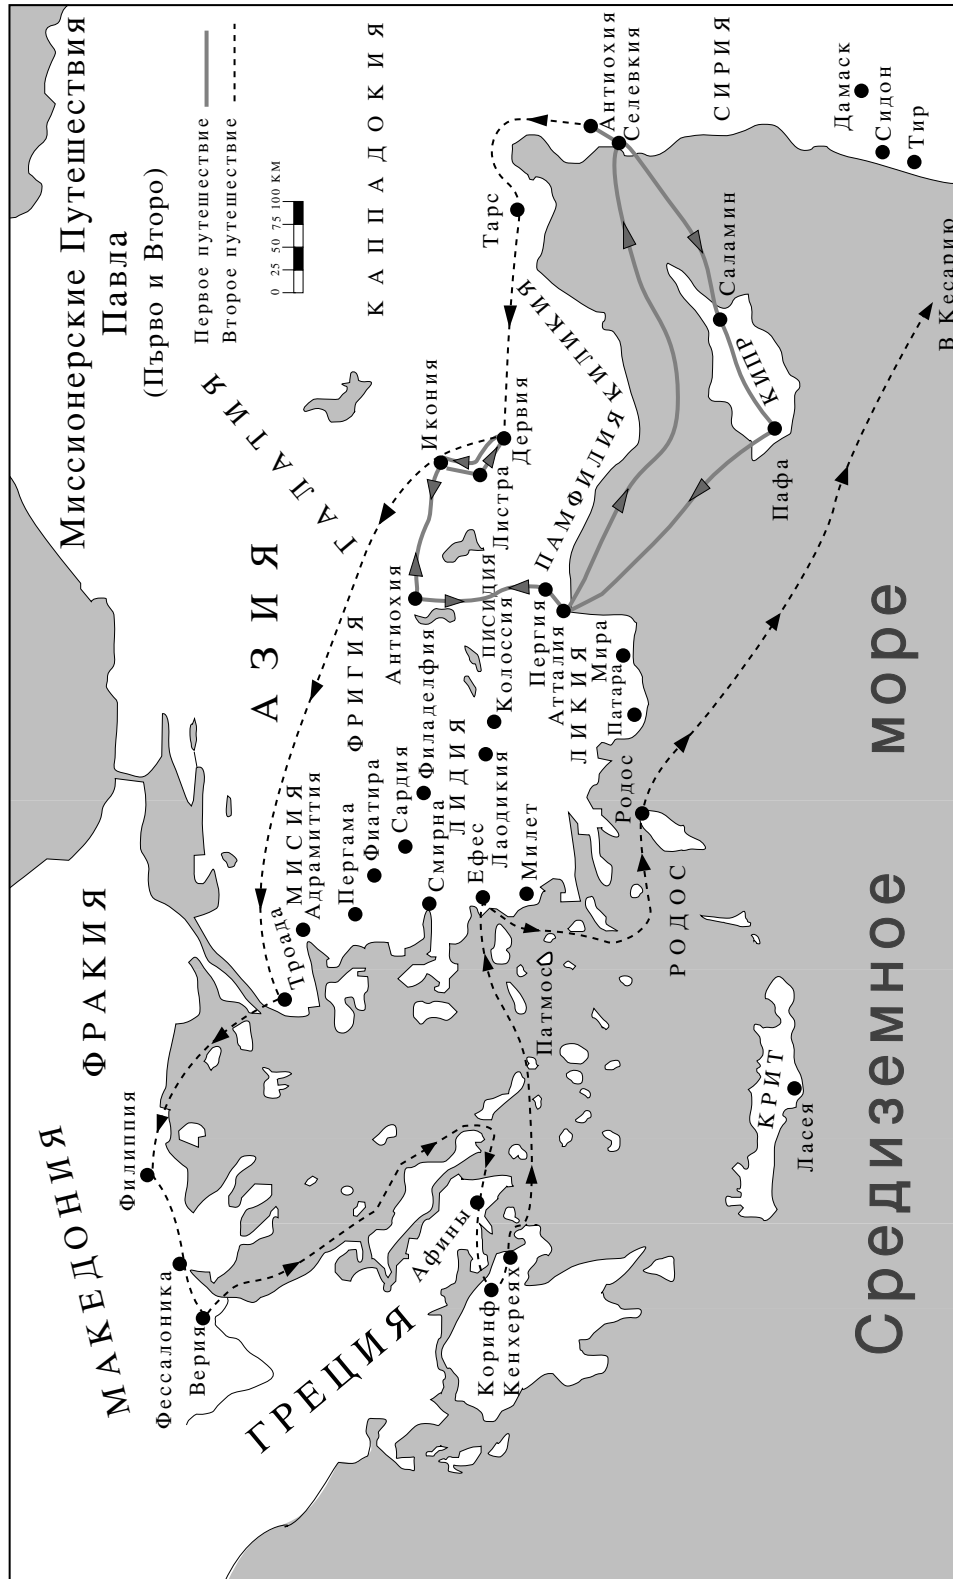 Миссионерские Путешествия
Павла
(Първо и Второ)
Первое путешествие
Второе путешествие
0 25 50 75 100 КМ
МАКЕДОНИЯ
ФРАКИЯ
АЗИЯ
ГАЛАТИЯ
КАППАДОКИЯ
Филиппия
Фессалоника
Верия
ГРЕЦИЯ
Афины
Коринф
Кенхереях
Троада
МИСИЯ
Адрамиттия
Пергама
Фиатира
Сардия
Филаделфия
Смирна
ЛИДИЯ
Ефес
Лаодикия
Колоссия
Милет
Патмос
ФРИГИЯ
Антиохия
ПИСИДИЯ
Икония
Листра
Дервия
Пергия
Атталия
ПАМФИЛИЯ
КИЛИКИЯ
ЛИКИЯ
Мира
Патара
Тарс
Антиохия
Селевкия
СИРИЯ
Дамаск
Сидон
Тир
Саламин
КИПР
Пафа
Родос
РОДОС
КРИТ
Ласея
В Кесарию
Средиземное море